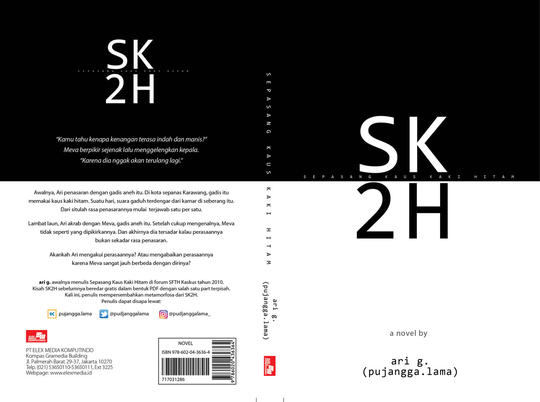 SK
SEPASANG KAUS KAKI HITAM
2H
"Kamu tahu kenapa kenangan terasa indah dan manis?"
Meva berpikir sejenak lalu menggelengkan kepala.
"Karena dia nggak akan terulang lagi."
Awalnya, Ari penasaran dengan gadis aneh itu. Di kota sepanas Karawang, gadis itu
memakai kaus kaki hitam. Suatu hari, suara gaduh terdengar dari kamar di seberang itu.
Dari situlah rasa penasarannya mulai terjawab satu per satu.
Lambat laun, Ari akrab dengan Meva, gadis aneh itu. Setelah cukup mengenalnya, Meva
tidak seperti yang dipikirkannya. Dan akhirnya dia tersadar kalau perasaannya
bukan sekadar rasa penasaran.
Akankah Ari mengakui perasaannya? Atau mengabaikan perasaannya
karena Meva sangat jauh berbeda dengan dirinya?
ari g. awalnya menulis Sepasang Kaus Kaki Hitam di forum SFTH Kaskus tahun 2010.
Kisah SK2H sebelumnya beredar gratis dalam bentuk PDF dengan salah satu part terpisah.
Kali ini, penulis mempersembahkan metamorfosa dari SK2H.
Penulis dapat disapa lewat:
pujangga.lama
@pudjanggalama
@pudjanggalama_
PT ELEX MEDIA KOMPUTINDO
Kompas Gramedia Building
Jl. Palmerah Barat 29-37, Jakarta 10270
Telp. (021) 53650110-53650111, Ext 3225
Webpage: www.elexmedia.id
NOVEL
ISBN 978-602-04-3636-4
9786020436364
717031286
SEPASANG KAUS KAKI HITAM
ari g.
(pujangga.lama)
SK
SEPASANG KAUS KAKI HITAM
2H
a novel by
ari g.
(pujangga.lama)